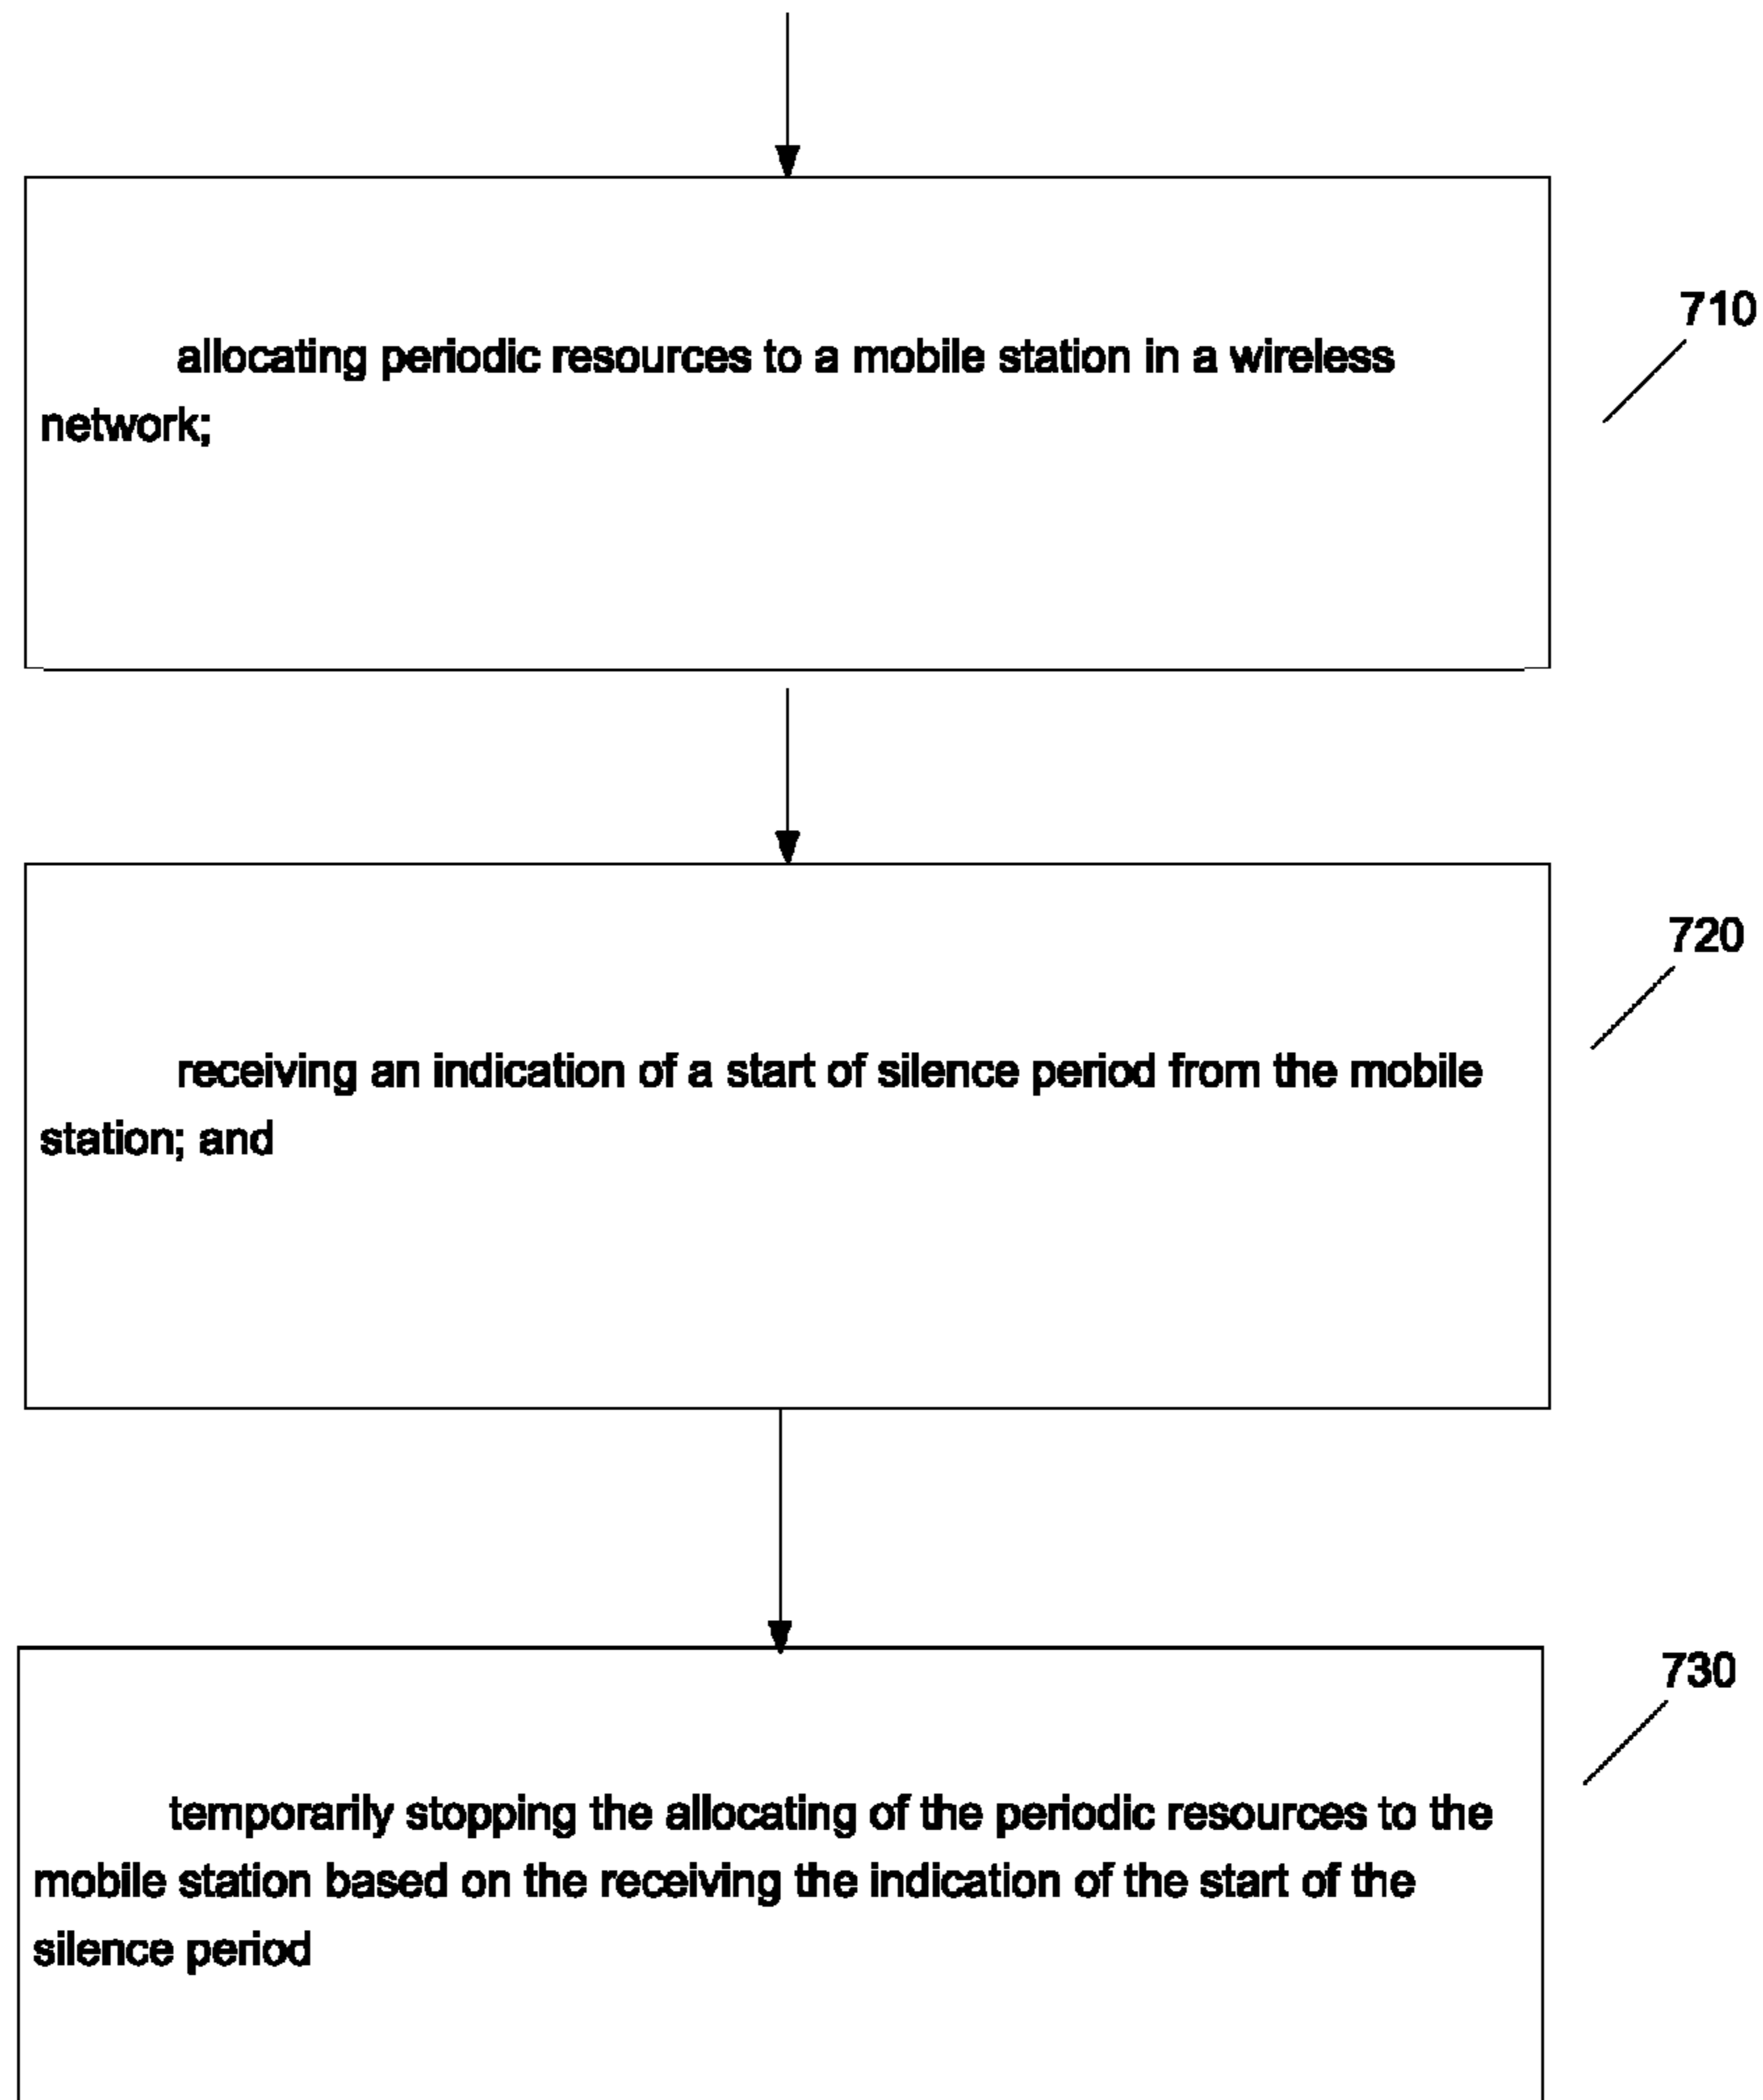 710
allocating periodic resources to a mobile station in a wireless
network;
720
receiving an indication of a start of silence period from the mobile
station; and
730
temporarily stopping the allocating of the periodic resources to the
mobile station based on the receiving the indication of the start of the
silence period